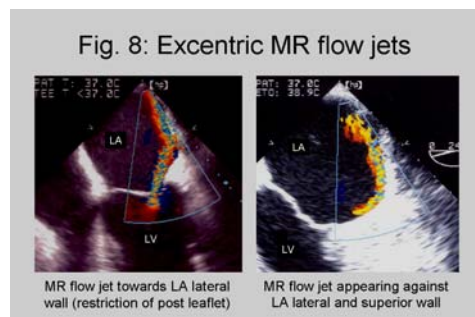 Fig. 8: Excentric MR flow jets
PAT T: 37.0C
TEE T: <37.0C
LA
LV
PAT T: 37.0C
ETO: 38.9C
LA
LV
MR flow jet towards LA lateral
wall (restriction of post leaflet)
MR flow jet appearing against
LA lateral and superior wall